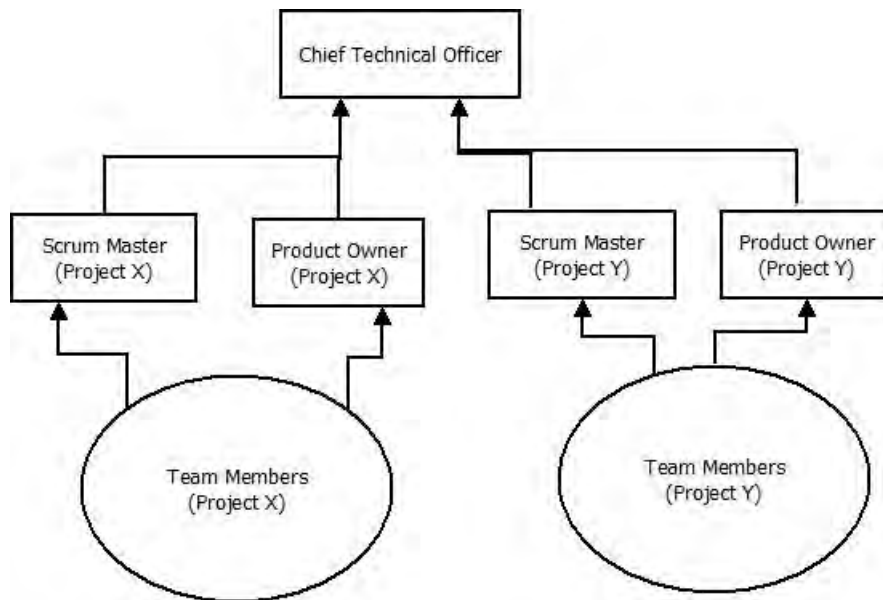 Chief Technical Officer
Scrum Master
(Project X)
Product Owner
(Project X)
Scrum Master
(Project Y)
Product Owner
(Project Y)
Team Members
(Project X)
Team Members
(Project Y)